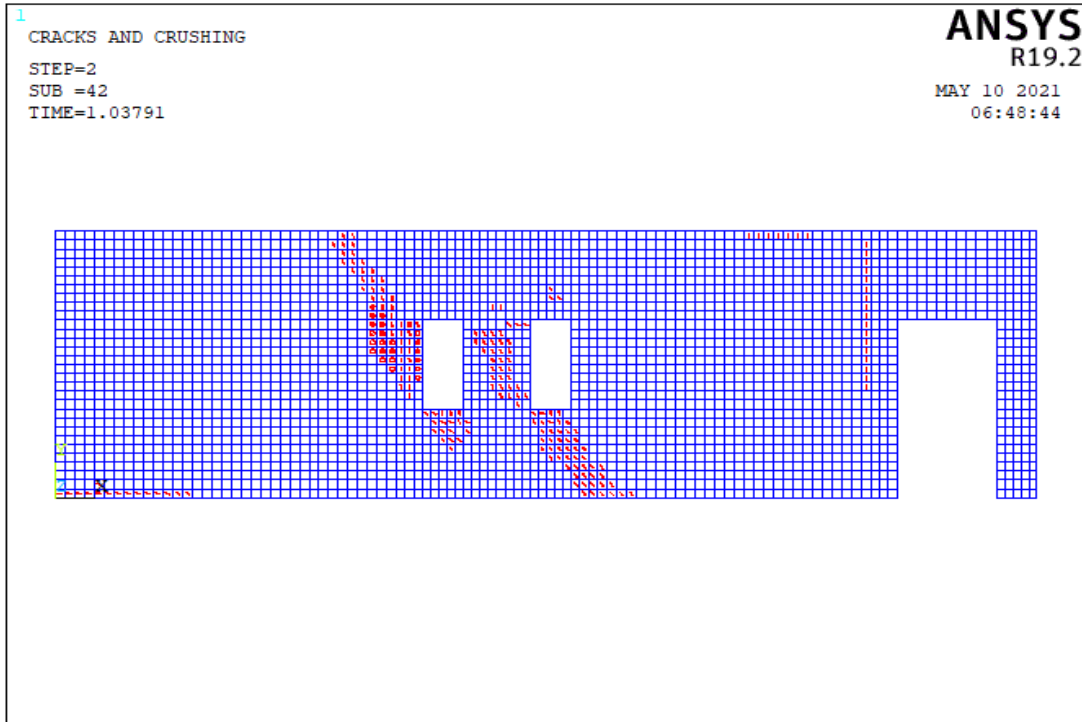 1
CRACKS AND CRUSHING
STEP=2
SUB =42
TIME=1.03791
ANSYS
R19.2
MAY 10 2021
06:48:44
Y
Z X